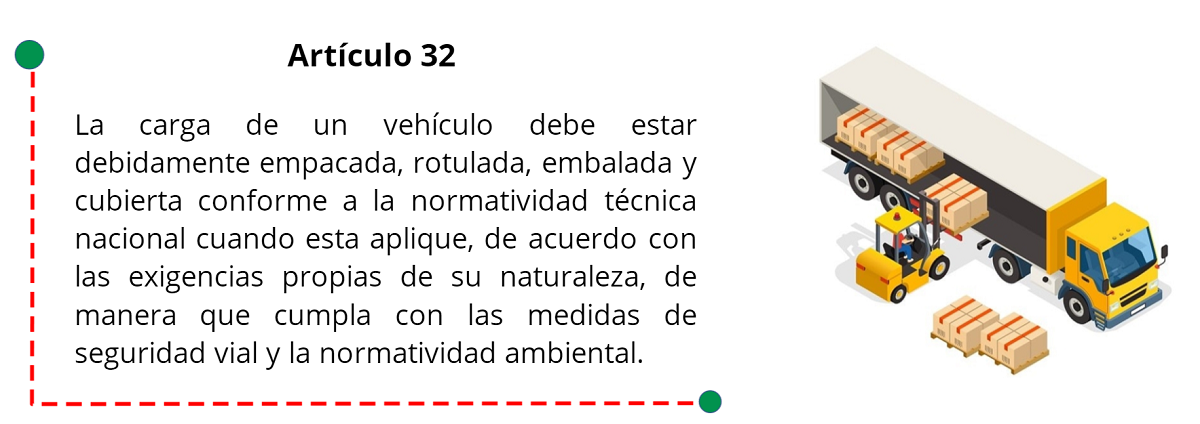 Artículo 32
La carga de un vehículo debe estar
debidamente empacada, rotulada, embalada y
cubierta conforme a la normatividad técnica
nacional cuando esta aplique, de acuerdo con
las exigencias propias de su naturaleza, de
manera que cumpla con las medidas de
seguridad vial y la normatividad ambiental.